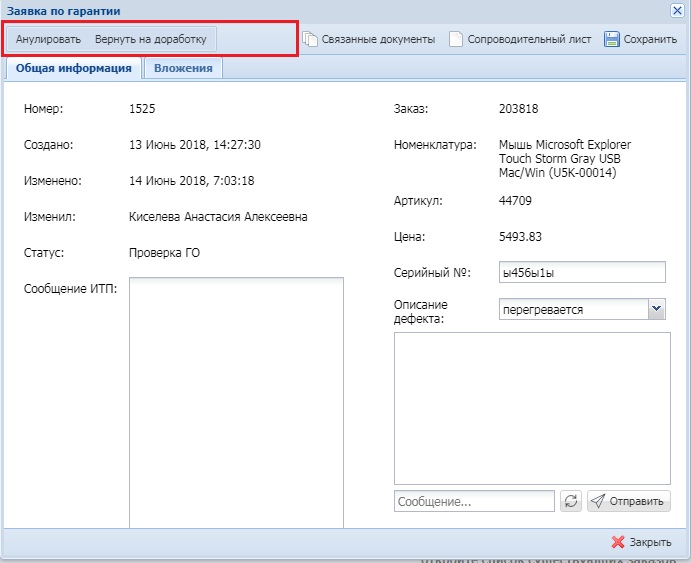 Заявка по гарантии
Анулировать Вернуть на доработку Связанные документы Сопроводительный лист Сохранить
Общая информация Вложения
Номер: 1525
Создано: 13 Июнь 2018, 14:27:30
Изменено: 14 Июнь 2018, 7:03:18
Изменил: Киселева Анастасия Алексеевна
Статус: Проверка ГО
Сообщение ИТП:
Заказ: 203818
Номенклатура: Мышь Microsoft Explorer
Touch Storm Gray USB
Mac/Win (U5K-00014)
Артикул: 44709
Цена: 5493.83
Серийный №: ы456ы1ы
Описание
дефекта: перегревается
Сообщение... Отправить
Закрыть